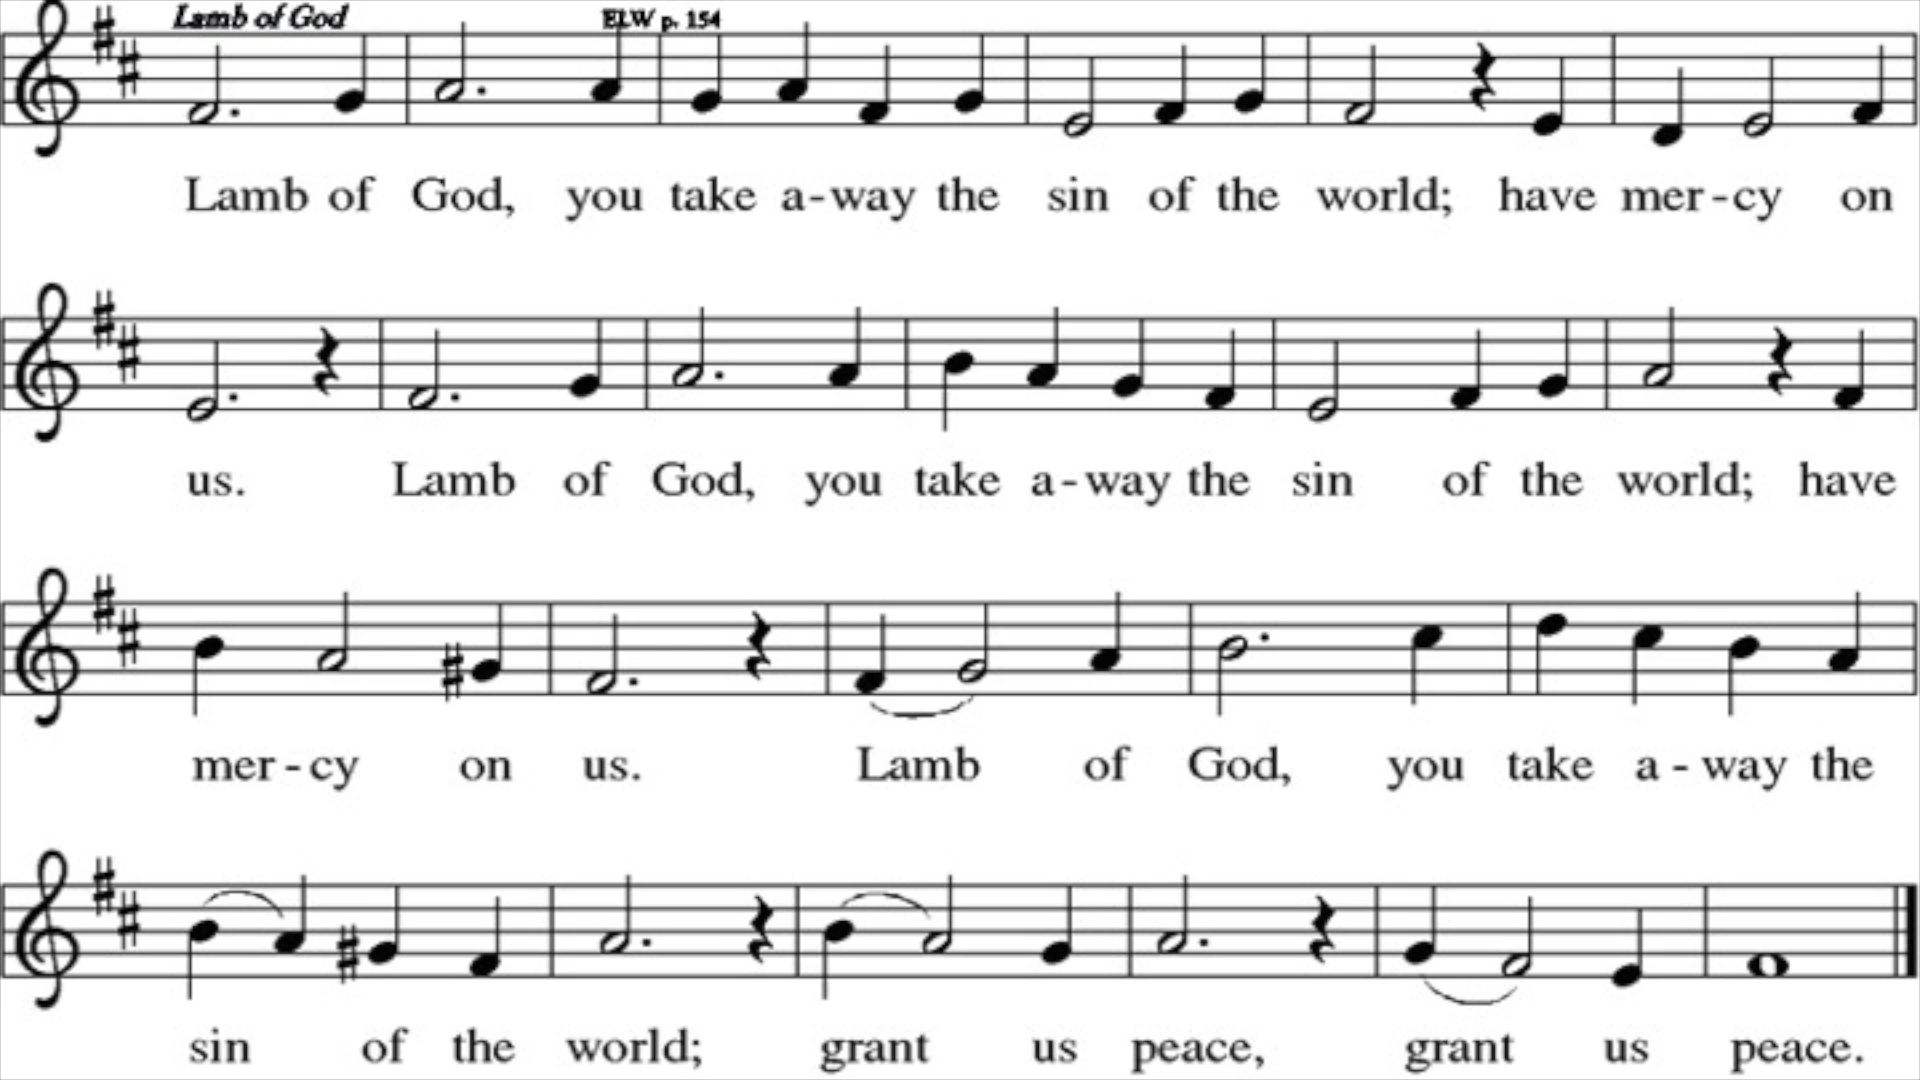 Lamb of God ELW p. 154
Lamb of God, you take a-way the sin of the world; have mer-cy on
us. Lamb of God, you take a-way the sin of the world; have
mer-cy on us. Lamb of God, you take a-way the
sin of the world; grant us peace, grant us peace.